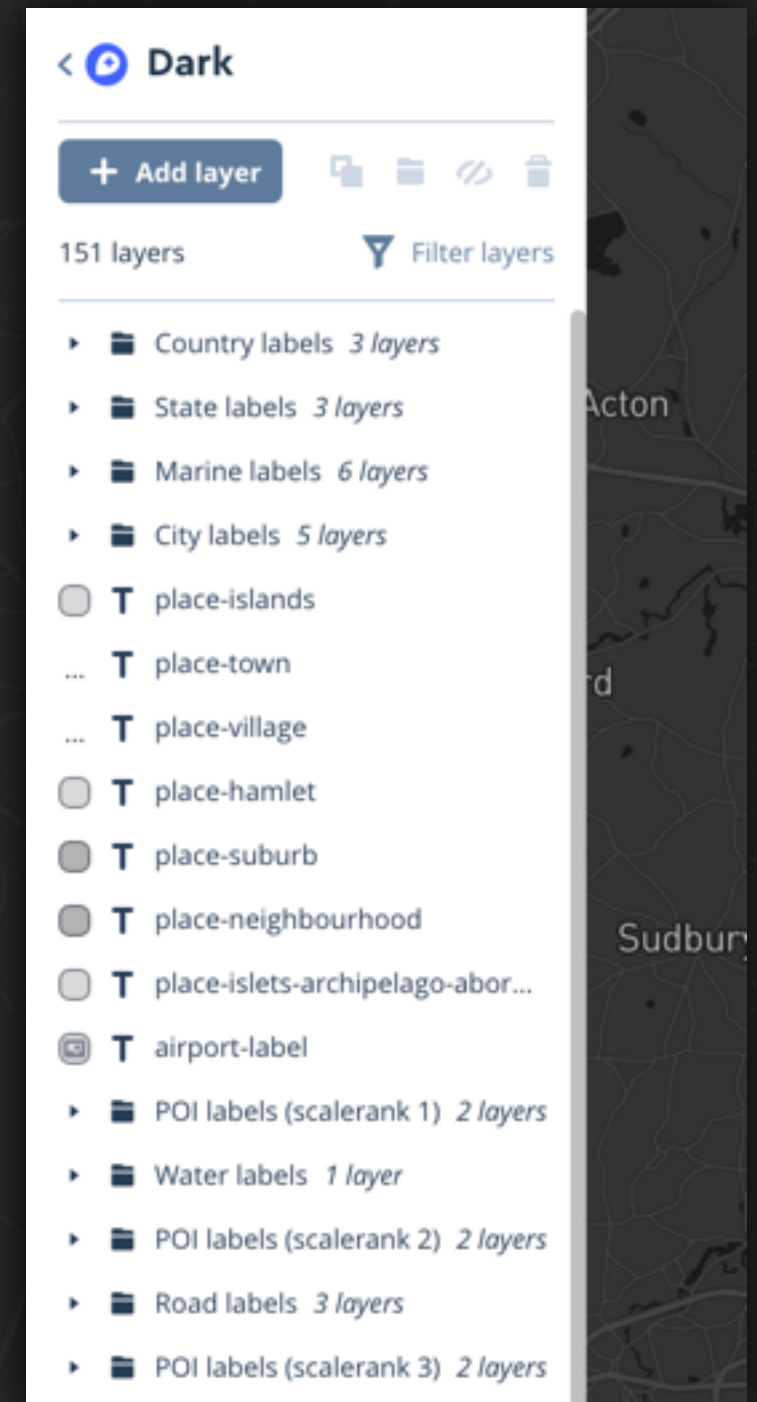 Dark
Add layer
151 layers Filter layers
Country labels 3 layers
State labels 3 layers
Acton
Marine labels 6 layers
City labels 5 layers
place-islands
... T place-town
rd
... T place-village
T place-hamlet
T place-suburb
T place-neighbourhood
Sudbury
T place-islets-archipelago-abor...
T airport-label
POI labels (scalerank 1) 2 layers
Water labels 1 layer
POI labels (scalerank 2) 2 layers
Road labels 3 layers
POI labels (scalerank 3) 2 layers